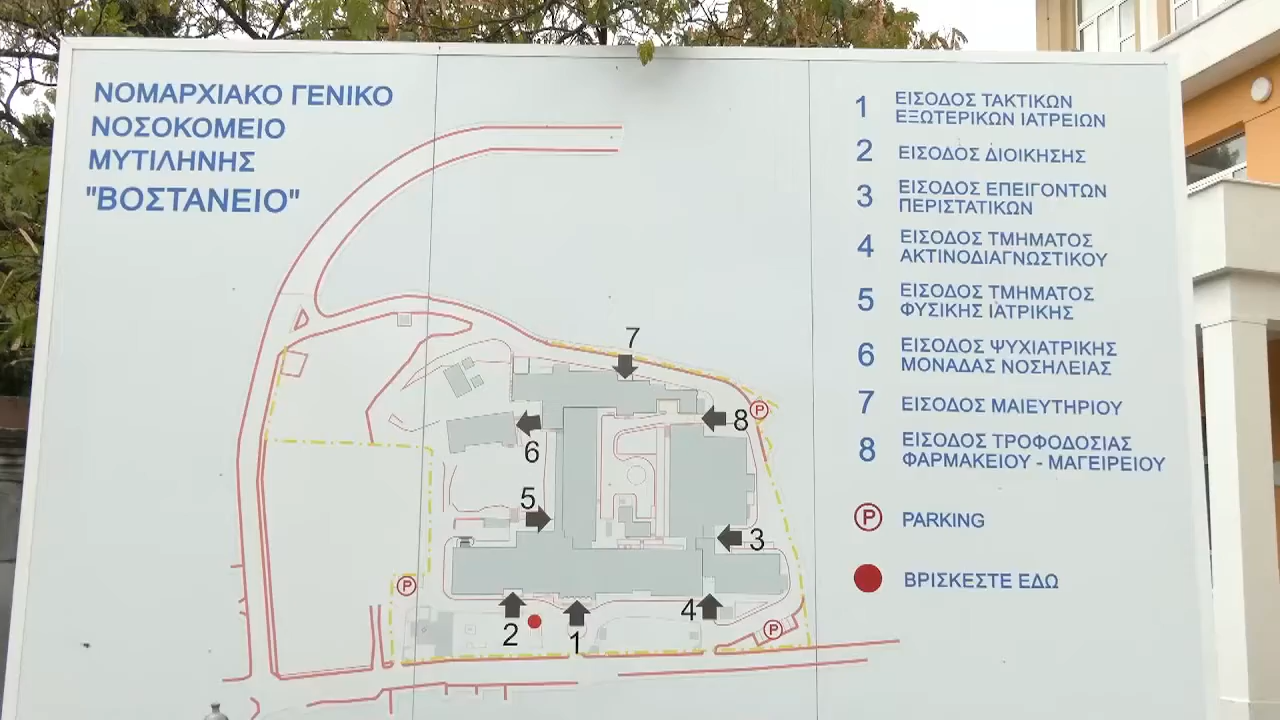 ΝΟΜΑΡΧΙΑΚΟ ΓΕΝΙΚΟ
ΝΟΣΟΚΟΜΕΙΟ
ΜΥΤΙΛΗΝΗΣ
"ΒΟΣΤΑΝΕΙΟ"
1 ΕΙΣΟΔΟΣ ΤΑΚΤΙΚΩΝ
ΕΞΩΤΕΡΙΚΩΝ ΙΑΤΡΕΙΩΝ
2 ΕΙΣΟΔΟΣ ΔΙΟΙΚΗΣΗΣ
3 ΕΙΣΟΔΟΣ ΕΠΕΙΓΟΝΤΩΝ
ΠΕΡΙΣΤΑΤΙΚΩΝ
4 ΕΙΣΟΔΟΣ ΤΜΗΜΑΤΟΣ
ΑΚΤΙΝΟΔΙΑΓΝΩΣΤΙΚΟΥ
5 ΕΙΣΟΔΟΣ ΤΜΗΜΑΤΟΣ
ΦΥΣΙΚΗΣ ΙΑΤΡΙΚΗΣ
6 ΕΙΣΟΔΟΣ ΨΥΧΙΑΤΡΙΚΗΣ
ΜΟΝΑΔΑΣ ΝΟΣΗΛΕΙΑΣ
7 ΕΙΣΟΔΟΣ ΜΑΙΕΥΤΗΡΙΟΥ
8 ΕΙΣΟΔΟΣ ΤΡΟΦΟΔΟΣΙΑΣ
ΦΑΡΜΑΚΕΙΟΥ - ΜΑΓΕΙΡΕΙΟΥ
P PARKING
ΒΡΙΣΚΕΣΤΕ ΕΔΩ
7
P
8
6
5
3
P
2
1
4
P